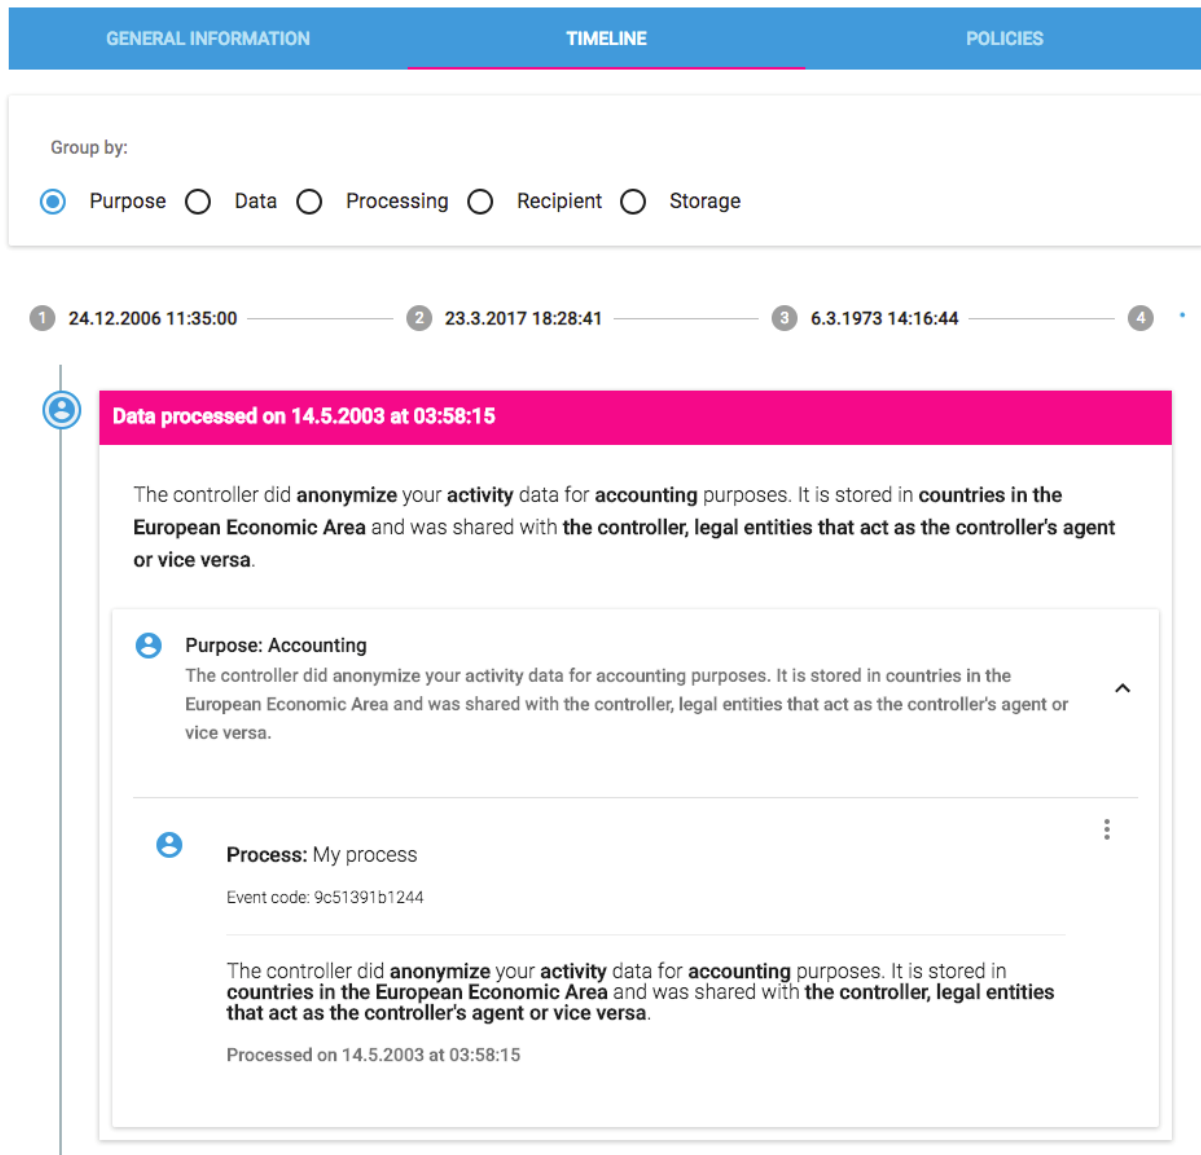 GENERAL INFORMATION TIMELINE POLICIES
Group by:
Purpose Data Processing Recipient Storage
1 24.12.2006 11:35:00 2 23.3.2017 18:28:41 3 6.3.1973 14:16:44 4
Data processed on 14.5.2003 at 03:58:15
The controller did anonymize your activity data for accounting purposes. It is stored in countries in the
European Economic Area and was shared with the controller, legal entities that act as the controller's agent
or vice versa.
Purpose: Accounting
The controller did anonymize your activity data for accounting purposes. It is stored in countries in the
European Economic Area and was shared with the controller, legal entities that act as the controller's agent or
vice versa.
Process: My process
Event code: 9c51391b1244
The controller did anonymize your activity data for accounting purposes. It is stored in
countries in the European Economic Area and was shared with the controller, legal entities
that act as the controller's agent or vice versa.
Processed on 14.5.2003 at 03:58:15